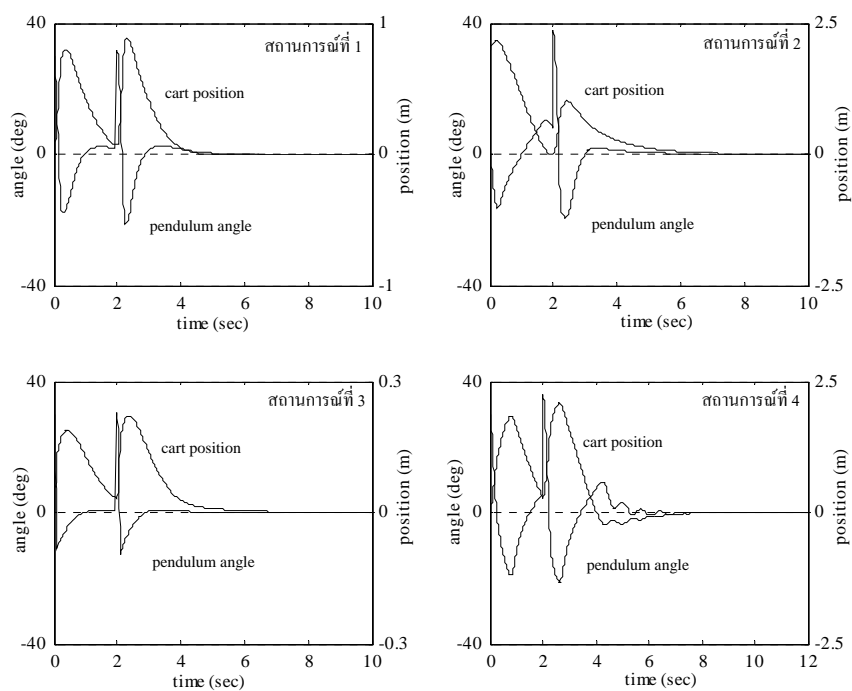 40
1
สถานการณ์ที่ 1
cart position
angle (deg)
0
0
position (m)
pendulum angle
-40
-1
0
2
4
6
8
10
time (sec)
40
2.5
สถานการณ์ที่ 2
cart position
angle (deg)
0
0
position (m)
pendulum angle
-40
-2.5
0
2
4
6
8
10
time (sec)
40
0.3
สถานการณ์ที่ 3
cart position
angle (deg)
0
0
position (m)
pendulum angle
-40
-0.3
0
2
4
6
8
10
time (sec)
40
2.5
สถานการณ์ที่ 4
cart position
angle (deg)
0
0
position (m)
pendulum angle
-40
-2.5
0
2
4
6
8
10
12
time (sec)